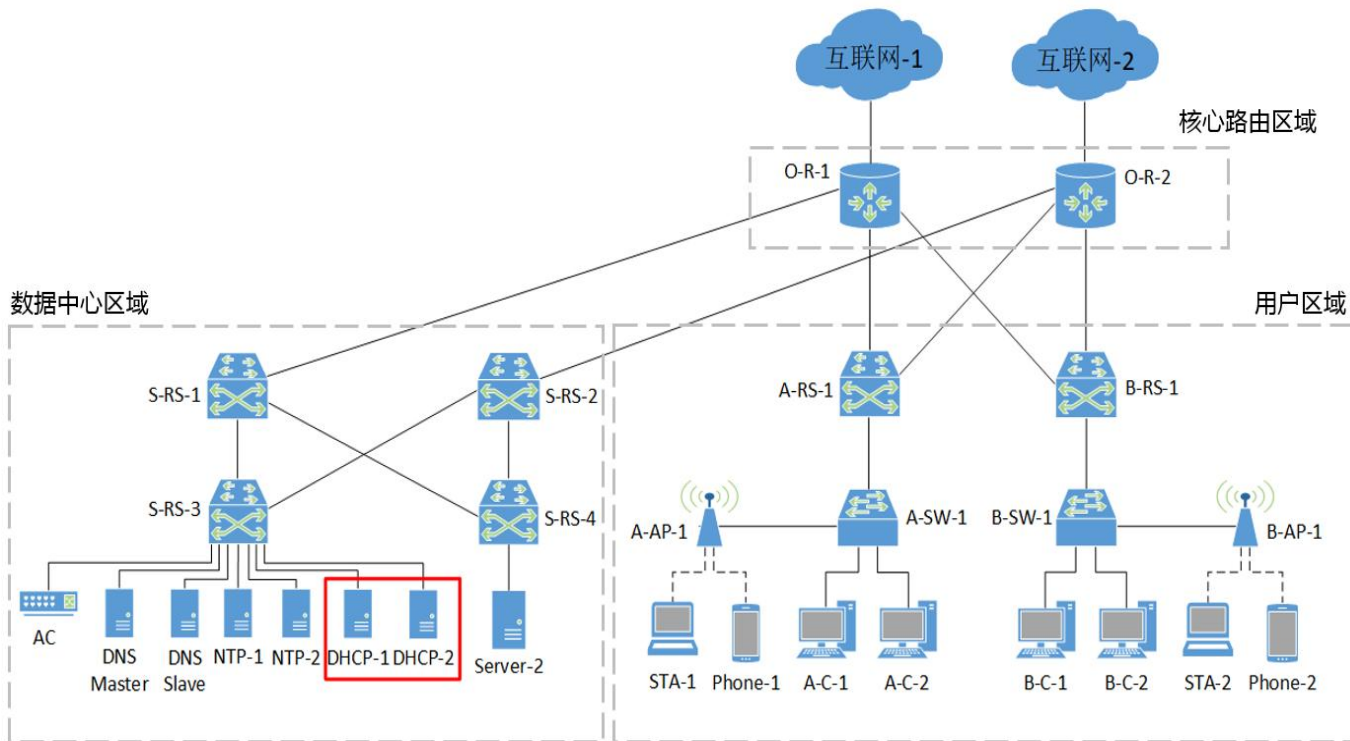 互联网-1
互联网-2
核心路由区域
O-R-1
O-R-2
数据中心区域
用户区域
S-RS-1
S-RS-2
A-RS-1
B-RS-1
S-RS-3
S-RS-4
A-AP-1
A-SW-1
B-SW-1
B-AP-1
AC
DNS
Master
DNS
Slave
NTP-1
NTP-2
DHCP-1
DHCP-2
Server-2
STA-1
Phone-1
A-C-1
A-C-2
B-C-1
B-C-2
STA-2
Phone-2